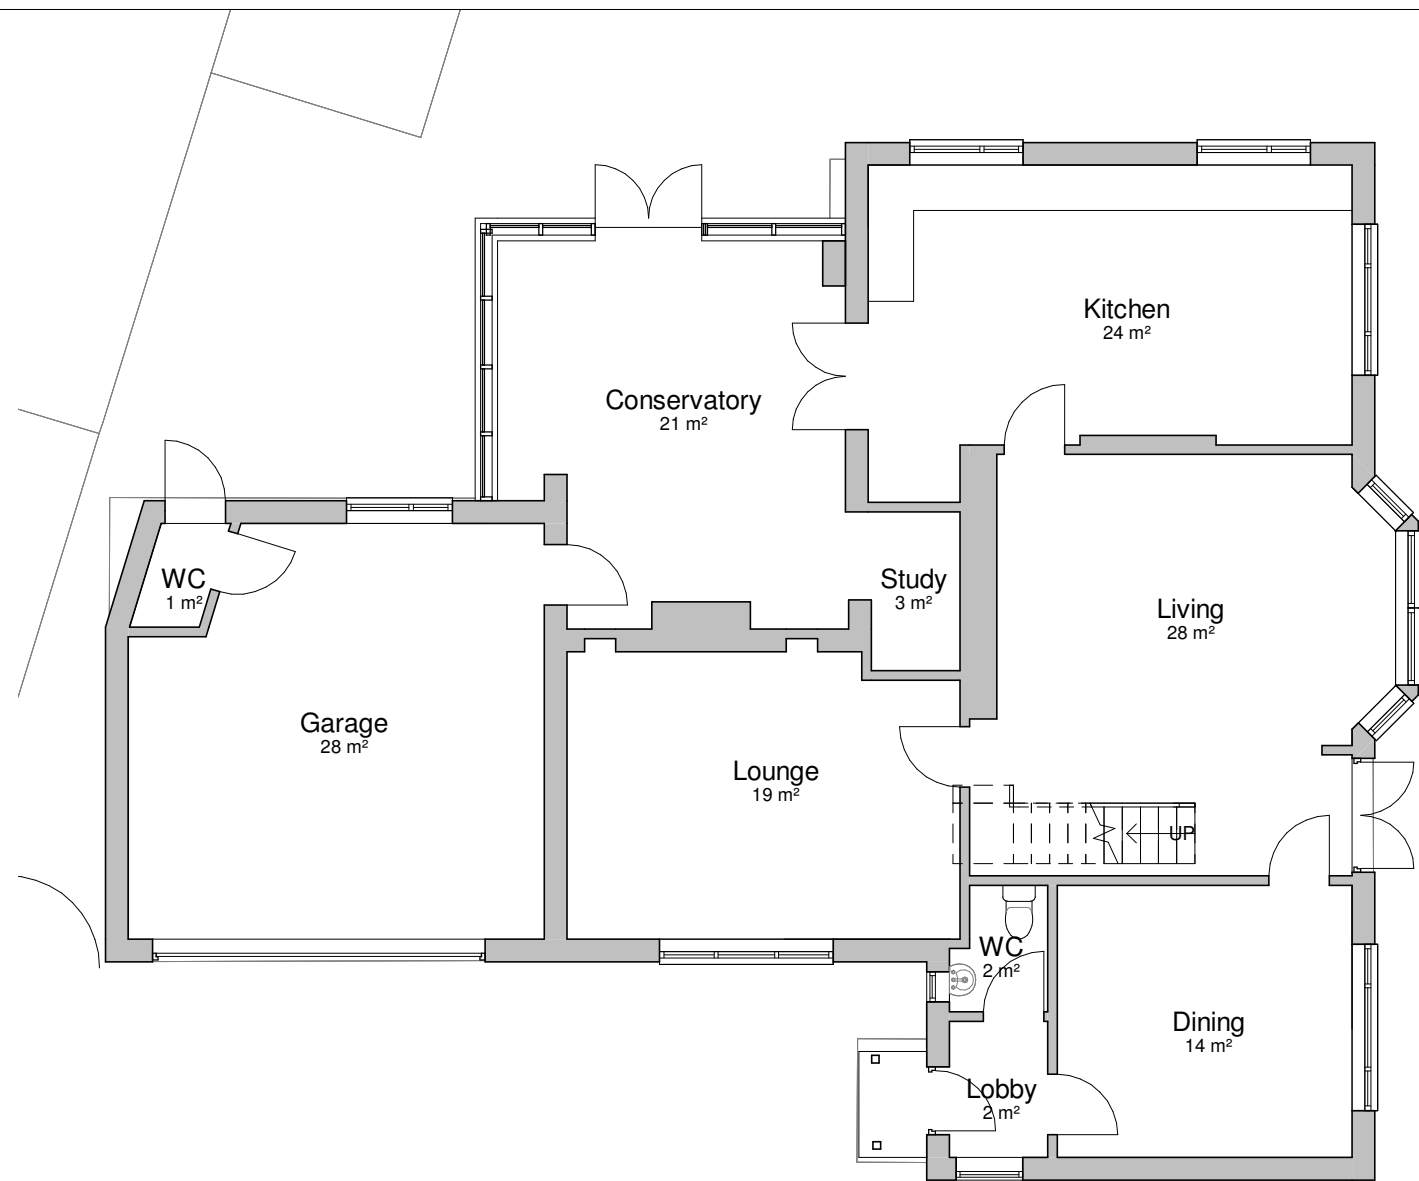 Kitchen
24 m²
Conservatory
21 m²
WC
1 m²
Study
3 m²
Living
28 m²
Garage
28 m²
Lounge
19 m²
UP
WC
2 m²
Dining
14 m²
Lobby
2 m²